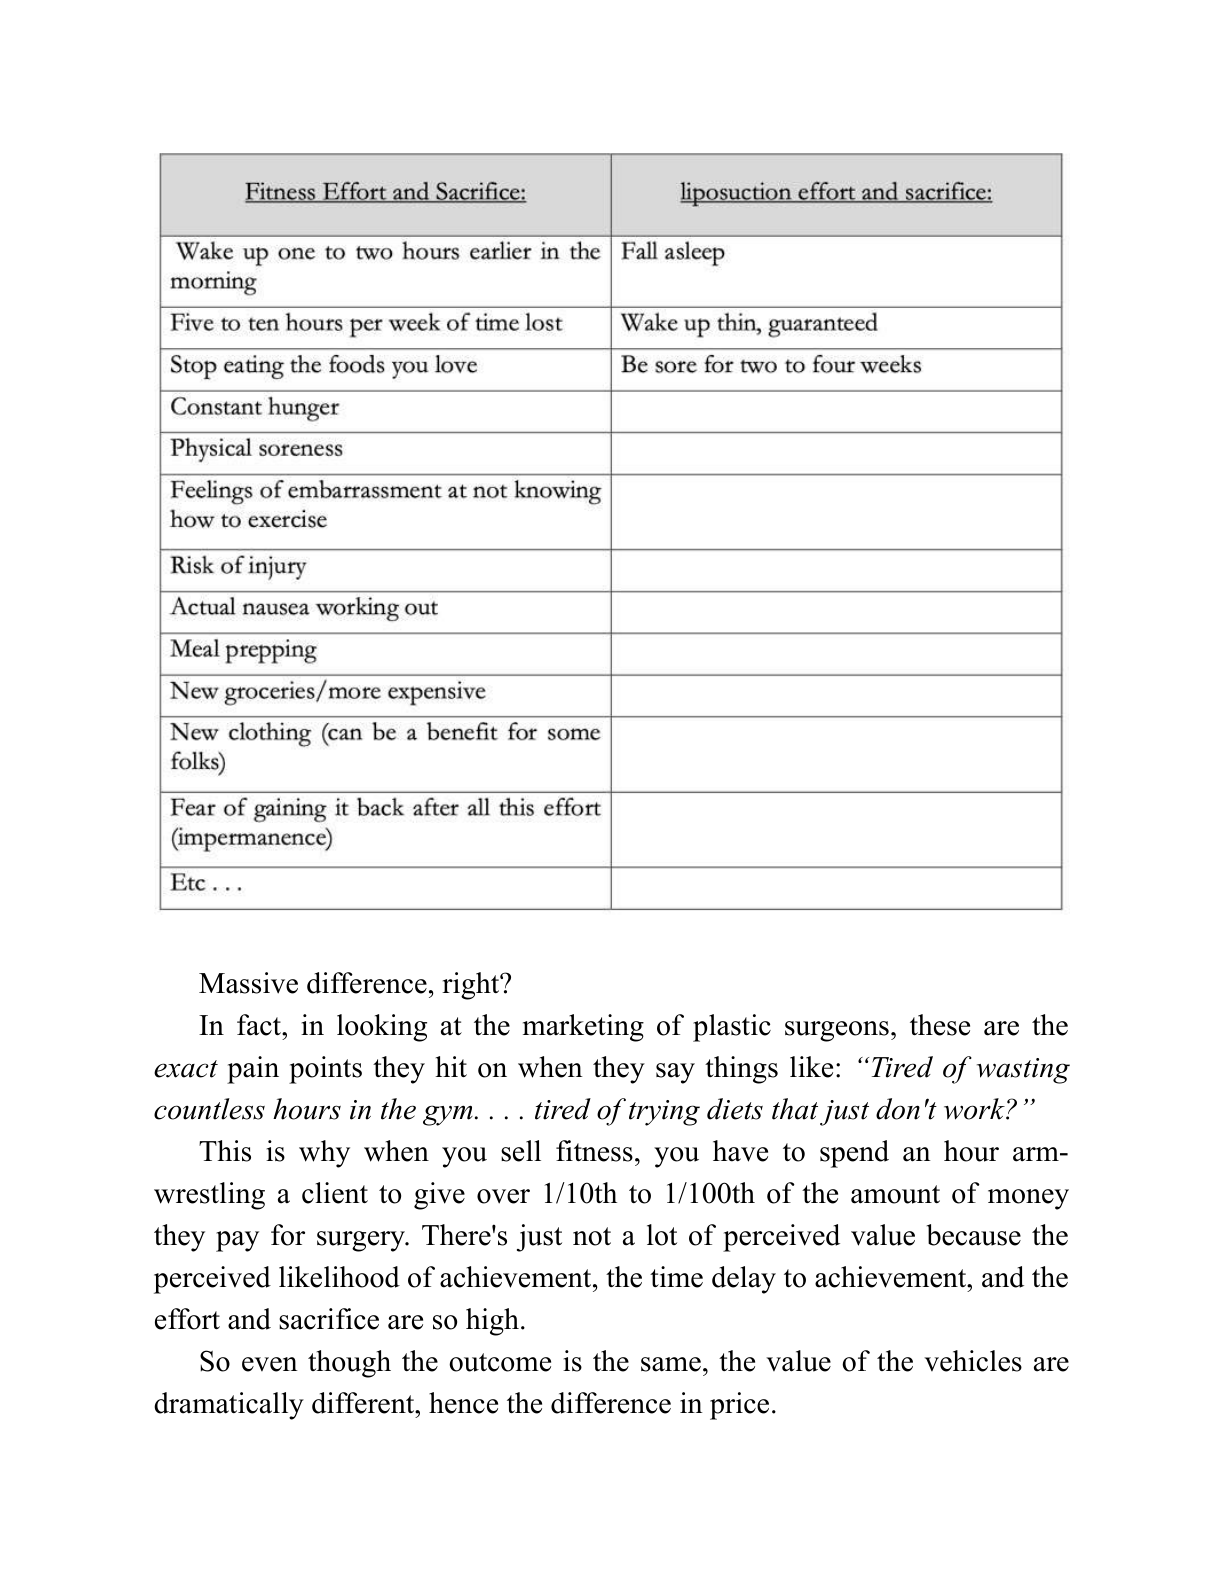 Fitness Effort and Sacrifice:
liposuction effort and sacrifice:
Wake up one to two hours earlier in the
morning
Fall asleep
Five to ten hours per week of time lost
Wake up thin, guaranteed
Stop eating the foods you love
Be sore for two to four weeks
Constant hunger
Physical soreness
Feelings of embarrassment at not knowing
how to exercise
Risk of injury
Actual nausea working out
Meal prepping
New groceries/more expensive
New clothing (can be a benefit for some
folks)
Fear of gaining it back after all this effort
(impermanence)
Etc . . .
Massive difference, right?
In fact, in looking at the marketing of plastic surgeons, these are the
exact pain points they hit on when they say things like: “Tired of wasting
countless hours in the gym. . . . tired of trying diets that just don't work?”
This is why when you sell fitness, you have to spend an hour arm-
wrestling a client to give over 1/10th to 1/100th of the amount of money
they pay for surgery. There's just not a lot of perceived value because the
perceived likelihood of achievement, the time delay to achievement, and the
effort and sacrifice are so high.
So even though the outcome is the same, the value of the vehicles are
dramatically different, hence the difference in price.